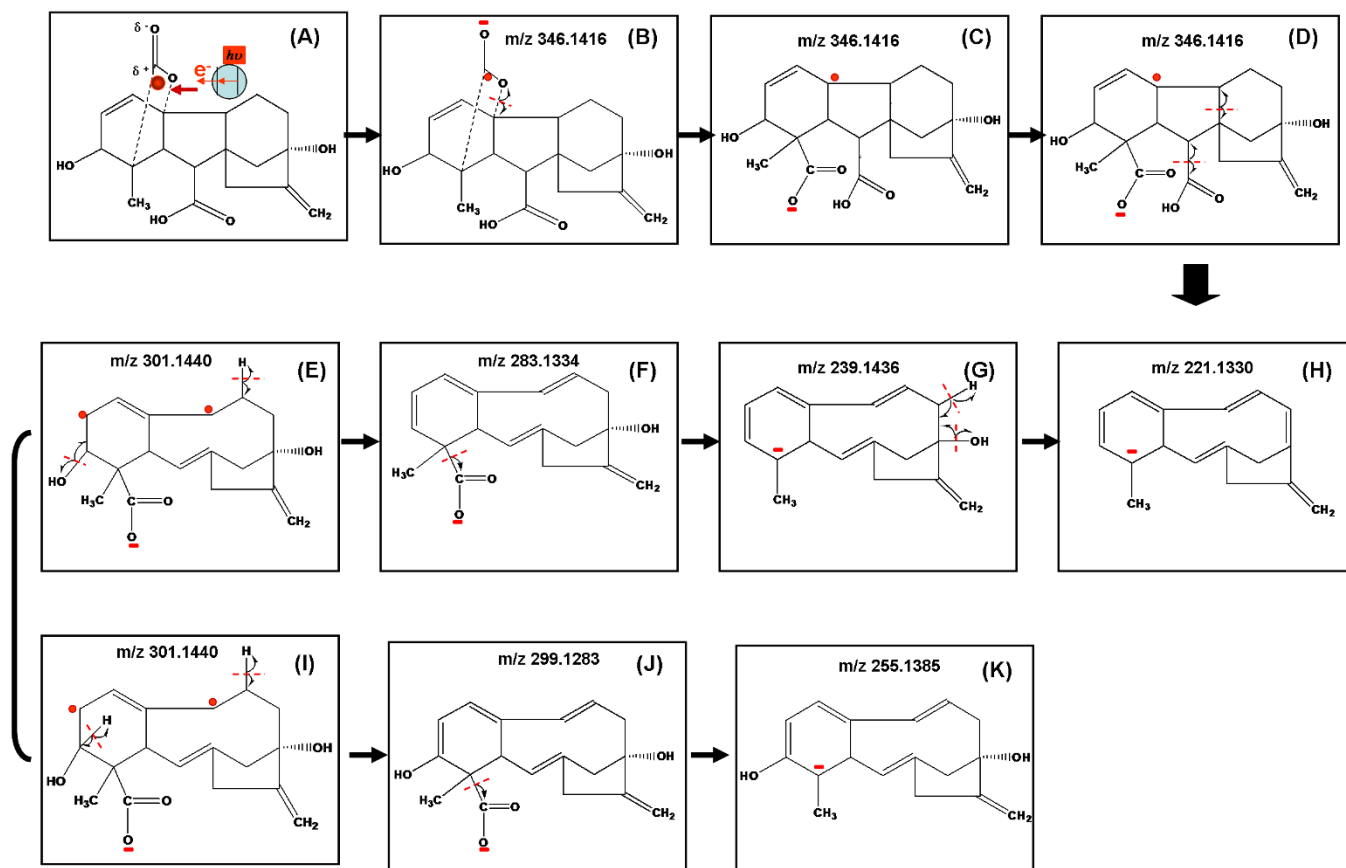 (A)
δ -
O
δ +
O
e-
hυ
HO
CH3
HO
O
OH
CH2
(B)
m/z 346.1416
O
C
O
HO
CH3
HO
O
OH
CH2
(C)
m/z 346.1416
HO
H3C
C
O
O
C
HO
O
OH
CH2
(D)
m/z 346.1416
HO
H3C
C
O
O
C
HO
O
OH
CH2
(E)
m/z 301.1440
H
HO
H3C
C
O
O
OH
CH2
(F)
m/z 283.1334
H3C
C
O
O
OH
CH2
(G)
m/z 239.1436
H
OH
CH3
CH2
(H)
m/z 221.1330
CH3
CH2
(I)
m/z 301.1440
H
H
HO
H3C
C
O
O
OH
CH2
(J)
m/z 299.1283
HO
H3C
C
O
O
OH
CH2
(K)
m/z 255.1385
HO
CH3
OH
CH2